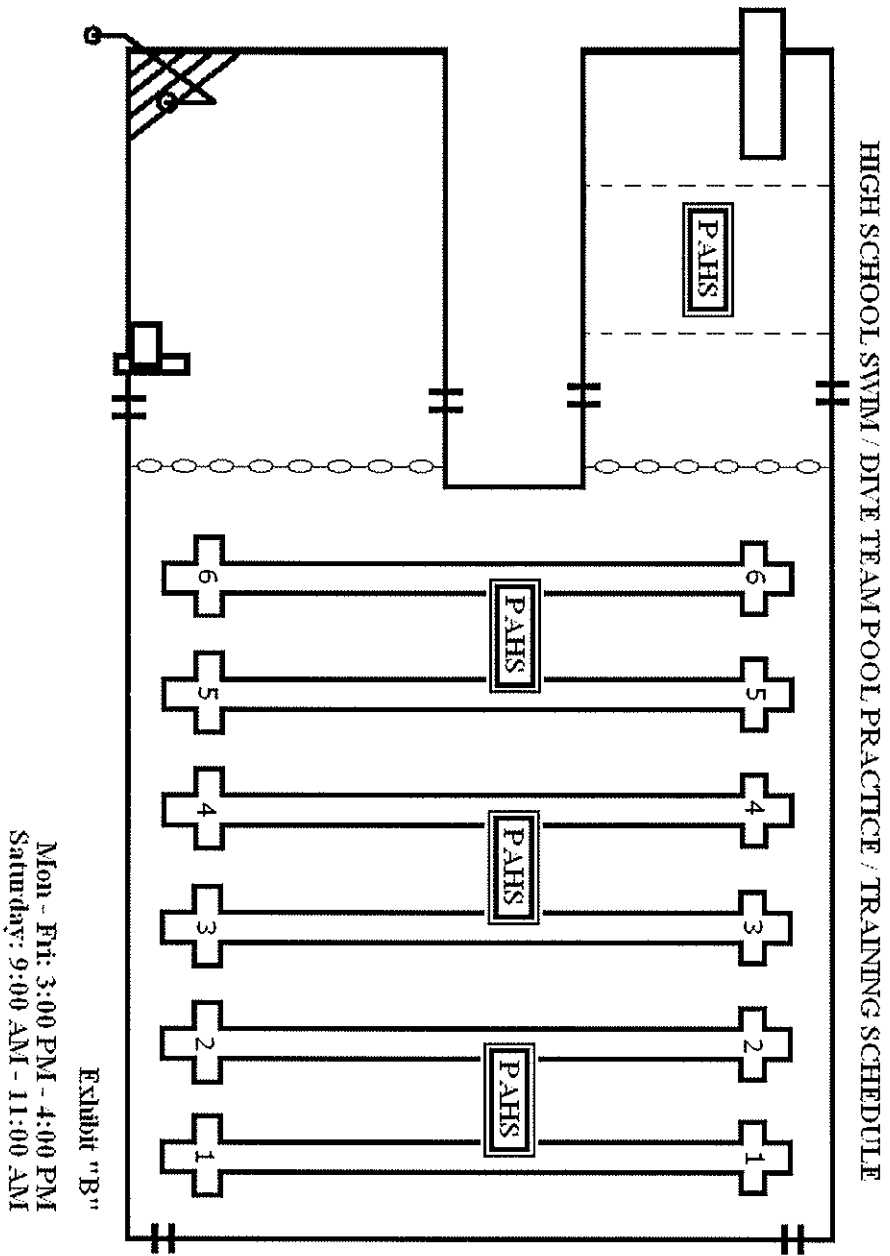 HIGH SCHOOL SWIM / DIVE TEAM POOL PRACTICE / TRAINING SCHEDULE
PAHS
6
5
4
3
2
1
PAHS
PAHS
PAHS
6
5
4
3
2
1
Exhibit "B"
Mon - Fri: 3:00 PM - 4:00 PM
Saturday: 9:00 AM - 11:00 AM